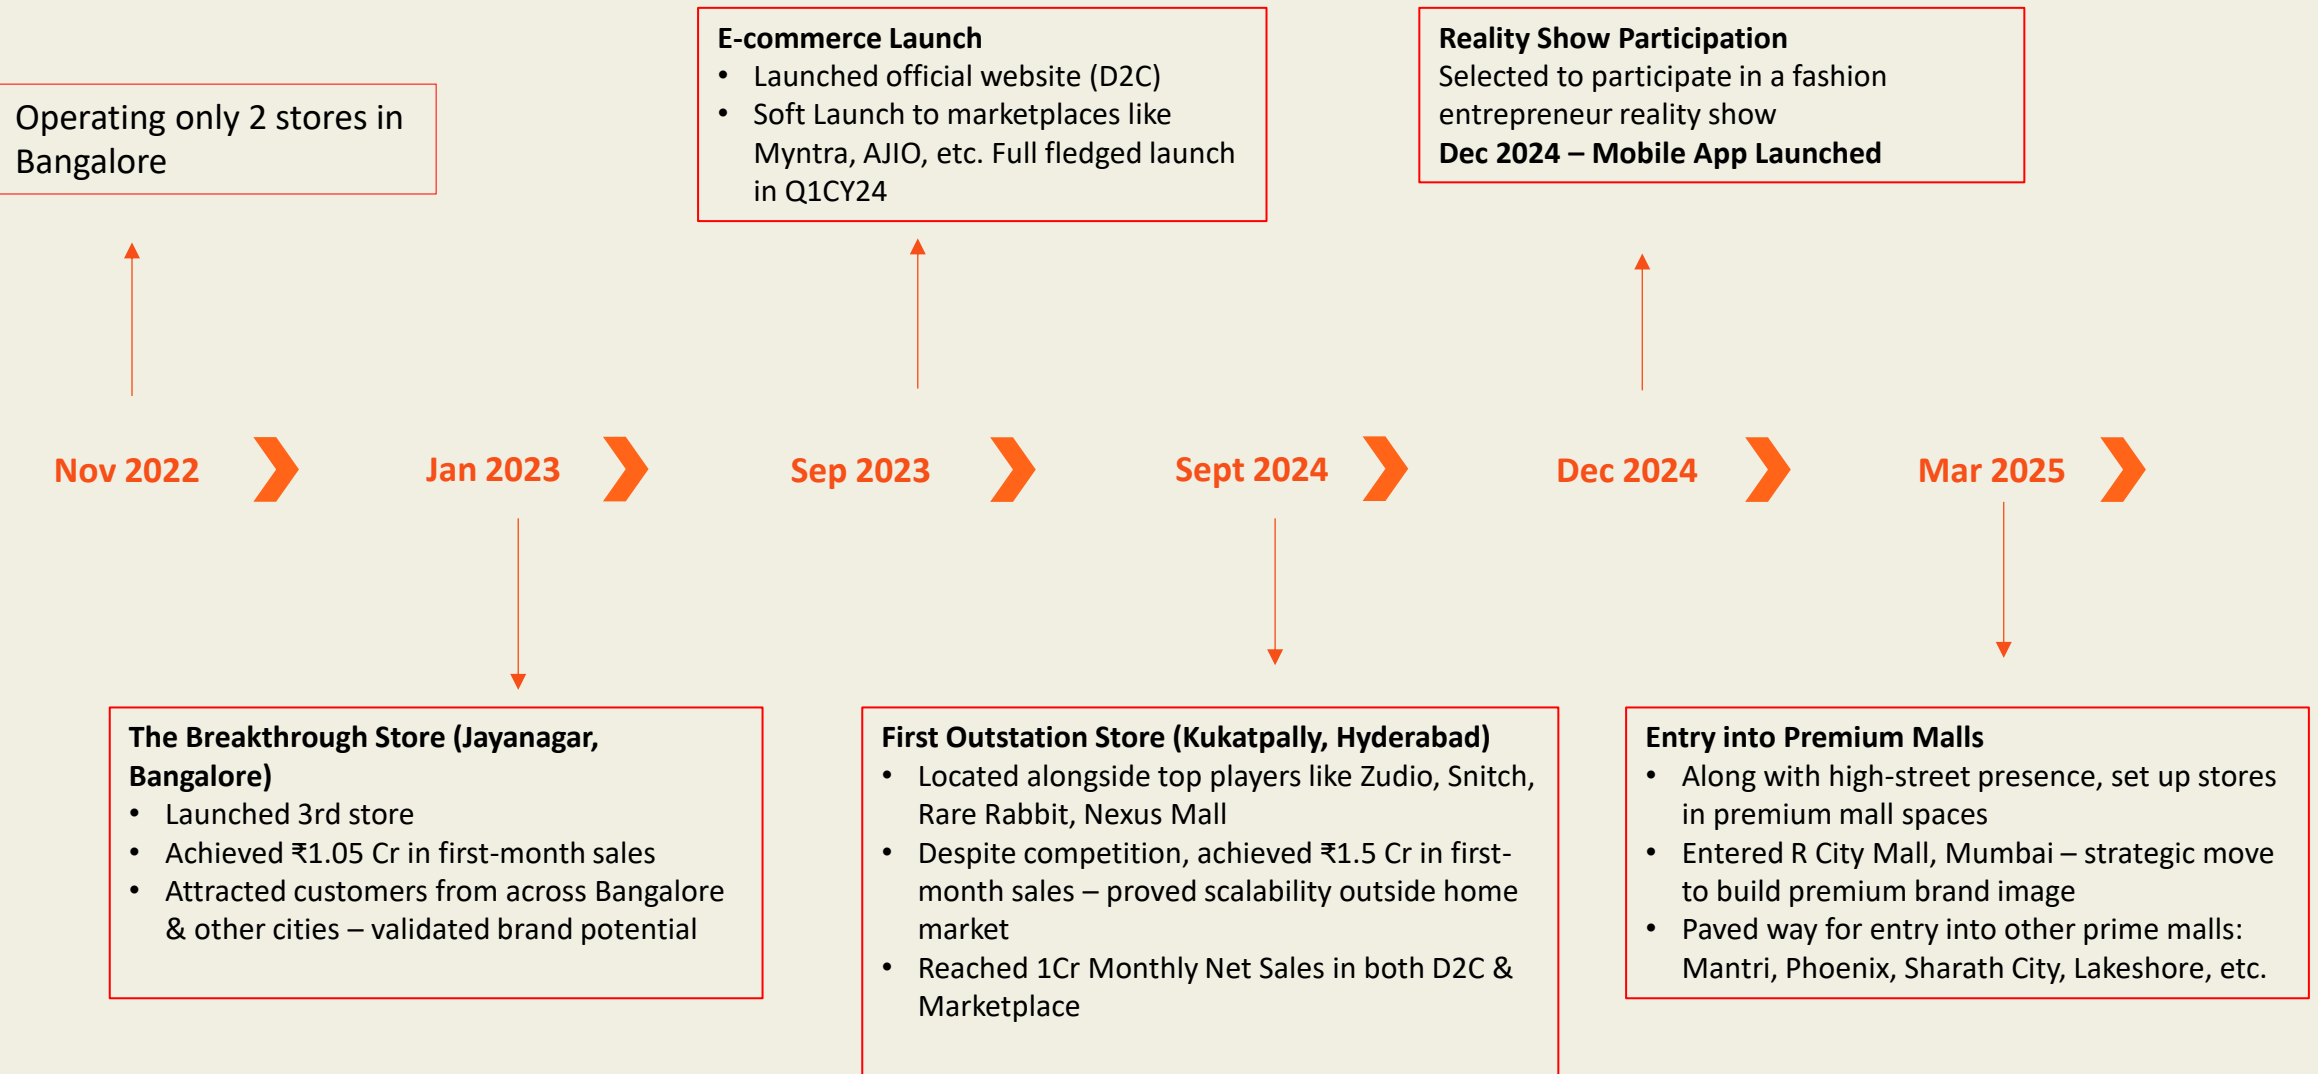 Operating only 2 stores in
Bangalore
E-commerce Launch
• Launched official website (D2C)
• Soft Launch to marketplaces like
Myntra, AJIO, etc. Full fledged launch
in Q1CY24
Reality Show Participation
Selected to participate in a fashion
entrepreneur reality show
Dec 2024 – Mobile App Launched
Nov 2022
Jan 2023
Sep 2023
Sept 2024
Dec 2024
Mar 2025
The Breakthrough Store (Jayanagar,
Bangalore)
• Launched 3rd store
• Achieved ₹1.05 Cr in first-month sales
• Attracted customers from across Bangalore
& other cities – validated brand potential
First Outstation Store (Kukatpally, Hyderabad)
• Located alongside top players like Zudio, Snitch,
Rare Rabbit, Nexus Mall
• Despite competition, achieved ₹1.5 Cr in first-
month sales – proved scalability outside home
market
• Reached 1Cr Monthly Net Sales in both D2C &
Marketplace
Entry into Premium Malls
• Along with high-street presence, set up stores
in premium mall spaces
• Entered R City Mall, Mumbai – strategic move
to build premium brand image
• Paved way for entry into other prime malls:
Mantri, Phoenix, Sharath City, Lakeshore, etc.